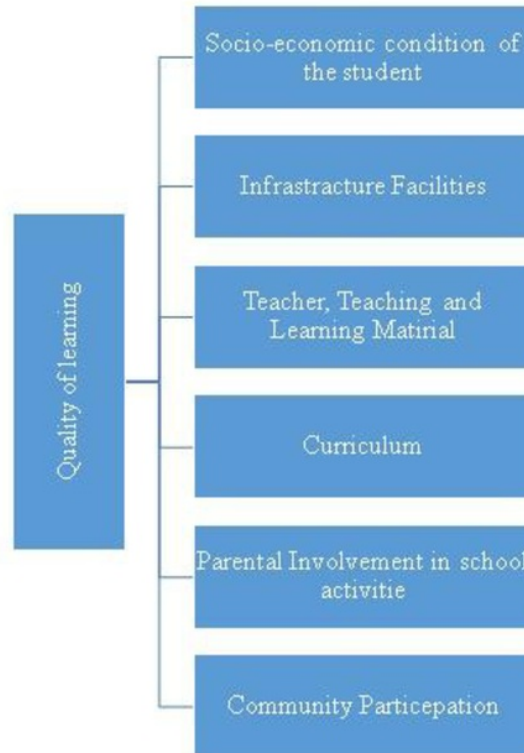 Socio-economic condition of
the student
Infrastracture Facilities
Teacher, Teaching and
Learning Matirial
Quality of learning
Curriculum
Parental Involvement in school
activitie
Community Particepation